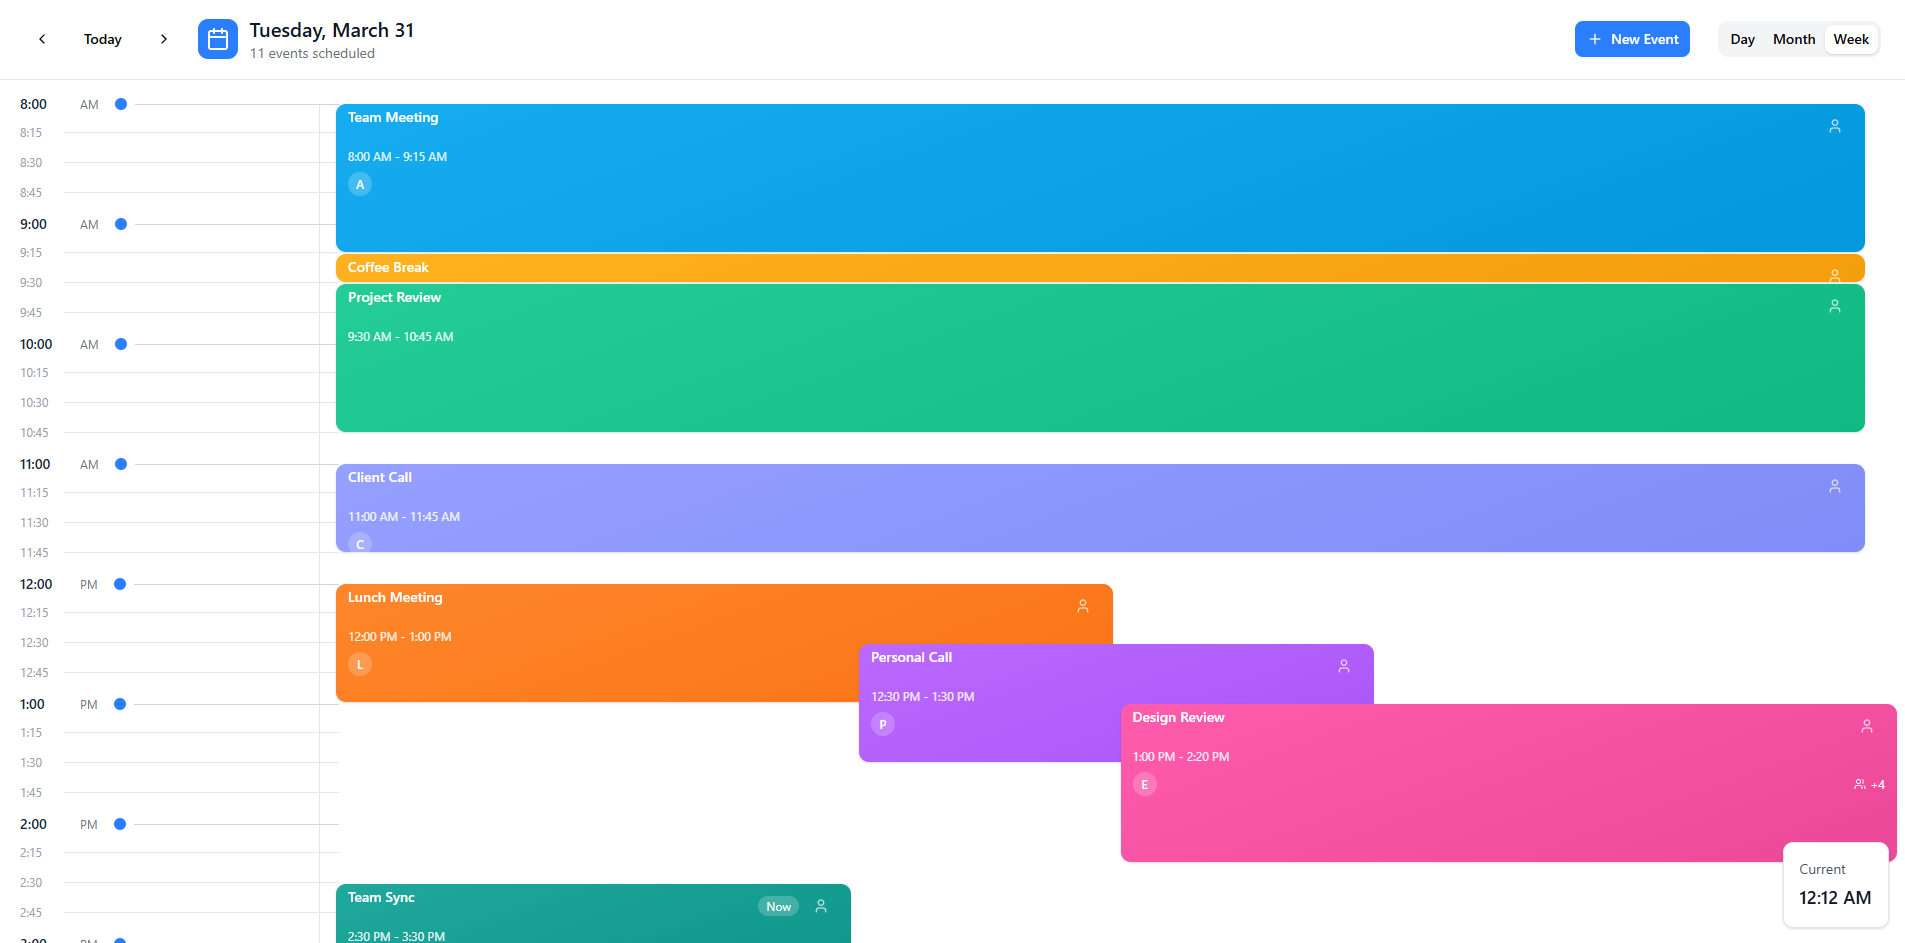 Today
Tuesday, March 31
11 events scheduled
New Event
Day Month Week
8:00 AM
8:15
8:30
8:45
9:00 AM
9:15
9:30
9:45
10:00 AM
10:15
10:30
10:45
11:00 AM
11:15
11:30
11:45
12:00 PM
12:15
12:30
12:45
1:00 PM
1:15
1:30
1:45
2:00 PM
2:15
2:30
2:45
3:00 PM
Team Meeting
8:00 AM - 9:15 AM
A
Coffee Break
Project Review
9:30 AM - 10:45 AM
Client Call
11:00 AM - 11:45 AM
C
Lunch Meeting
12:00 PM - 1:00 PM
L
Personal Call
12:30 PM - 1:30 PM
P
Design Review
1:00 PM - 2:20 PM
E
+4
Team Sync
Now
2:30 PM - 3:30 PM
Current
12:12 AM